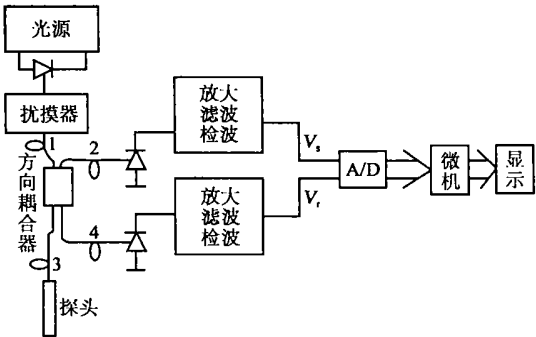 光源
扰摸器
1
2
方向耦合器
4
3
探头
放大
滤波
检波
Vs
放大
滤波
检波
Vr
A/D
微机
显示